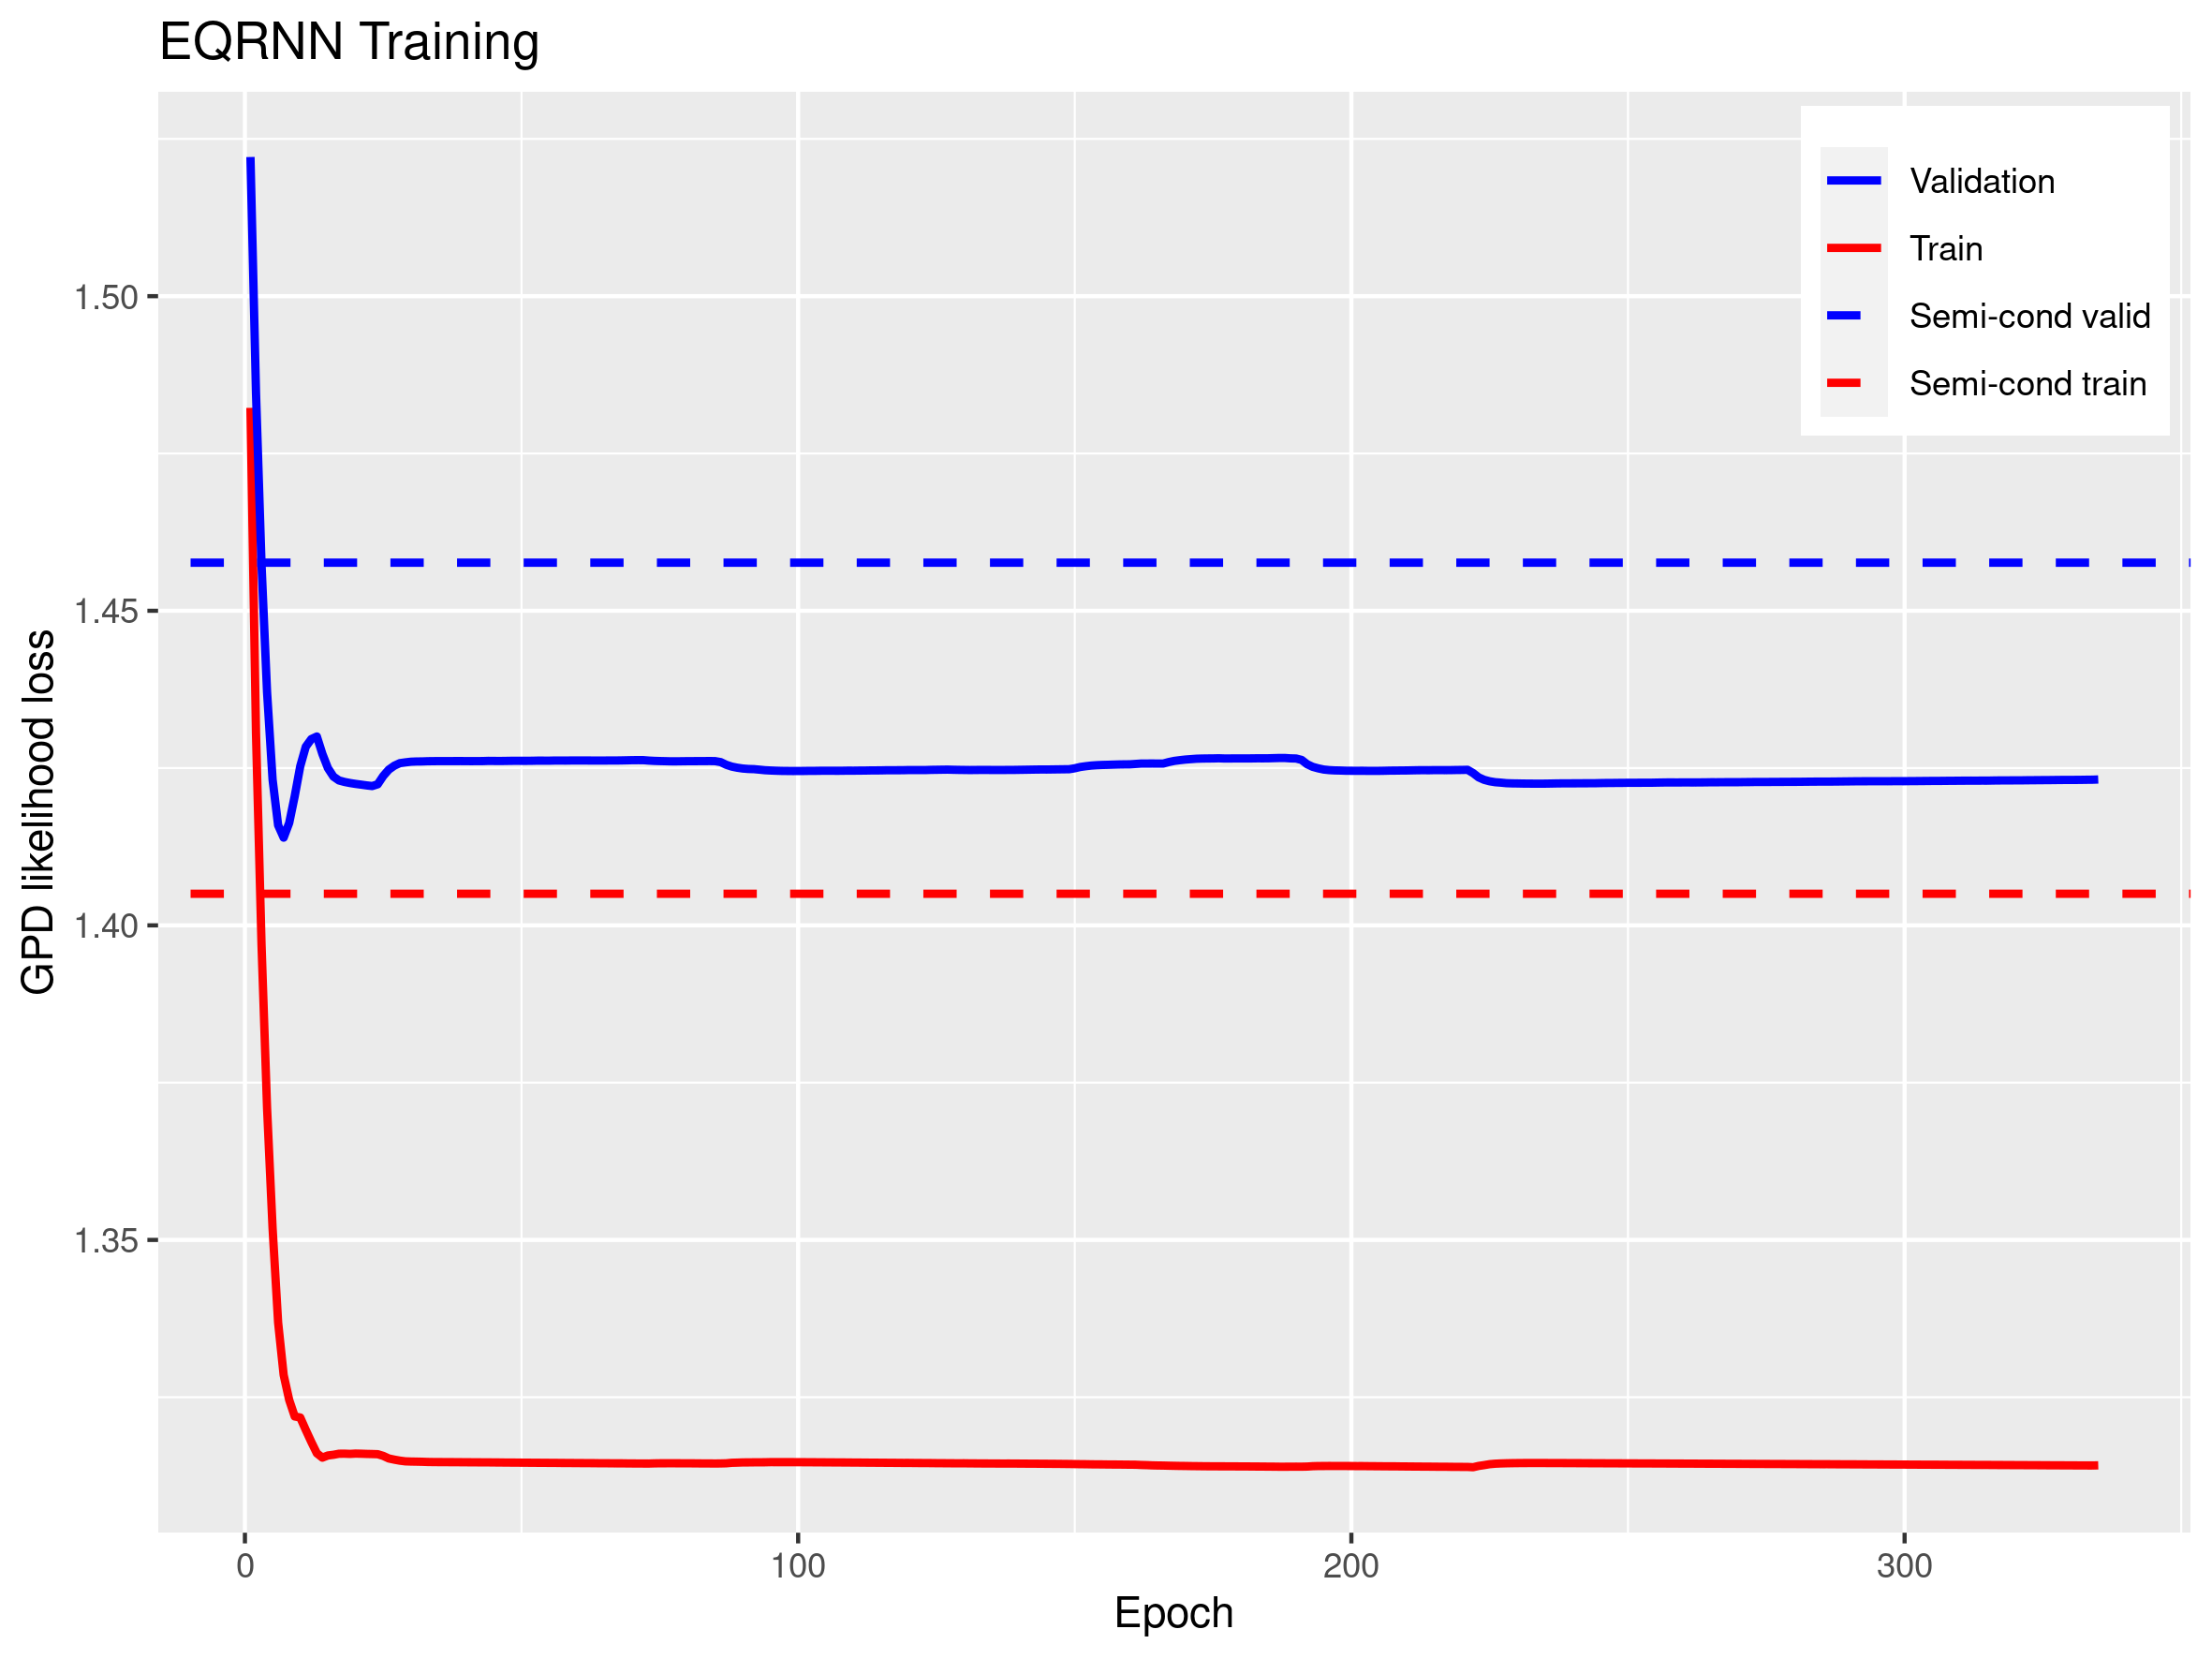 EQRNN Training
Validation
Train
Semi-cond valid
Semi-cond train
GPD likelihood loss
1.50
1.45
1.40
1.35
0 100 200 300
Epoch